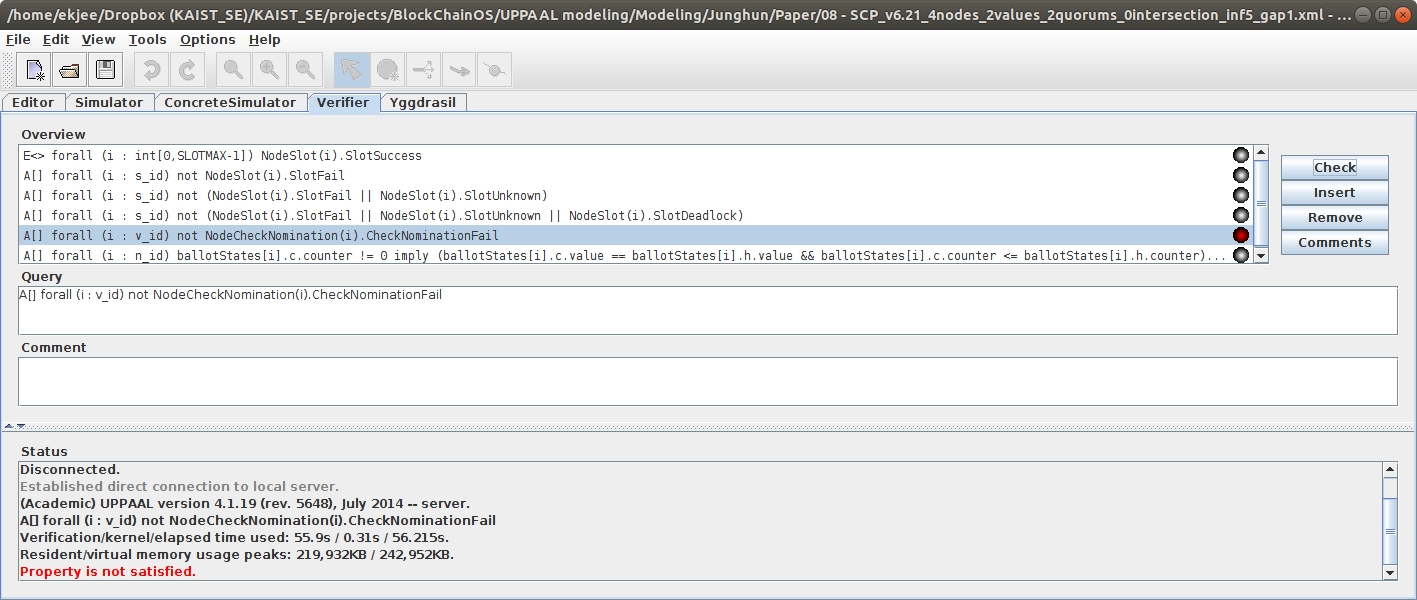 /home/ekjee/Dropbox (KAIST_SE)/KAIST_SE/projects/BlockChainOS/UPPAAL modeling/Modeling/Junghun/Paper/08 - SCP_v6.21_4nodes_2values_2quorums_0intersection_inf5_gap1.xml - ...
File Edit View Tools Options Help
Editor Simulator ConcreteSimulator Verifier Yggdrasil
Overview
E<> forall (i : int[0,SLOTMAX-1]) NodeSlot(i).SlotSuccess
A[] forall (i : s_id) not NodeSlot(i).SlotFail
A[] forall (i : s_id) not (NodeSlot(i).SlotFail || NodeSlot(i).SlotUnknown)
A[] forall (i : s_id) not (NodeSlot(i).SlotFail || NodeSlot(i).SlotUnknown || NodeSlot(i).SlotDeadlock)
A[] forall (i : v_id) not NodeCheckNomination(i).CheckNominationFail
A[] forall (i : n_id) ballotStates[i].c.counter != 0 imply (ballotStates[i].c.value == ballotStates[i].h.value && ballotStates[i].c.counter <= ballotStates[i].h.counter)...
Check
Insert
Remove
Comments
Query
A[] forall (i : v_id) not NodeCheckNomination(i).CheckNominationFail
Comment
Status
Disconnected.
Established direct connection to local server.
(Academic) UPPAAL version 4.1.19 (rev. 5648), July 2014 -- server.
A[] forall (i : v_id) not NodeCheckNomination(i).CheckNominationFail
Verification/kernel/elapsed time used: 55.9s / 0.31s / 56.215s.
Resident/virtual memory usage peaks: 219,932KB / 242,952KB.
Property is not satisfied.